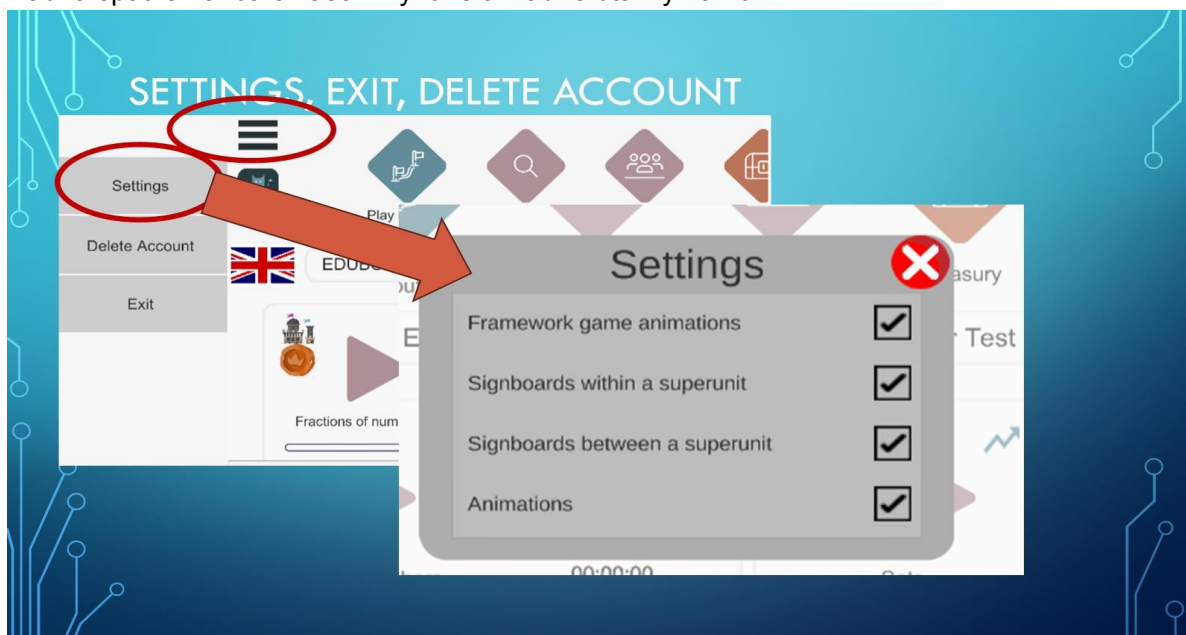 SETTINGS, EXIT, DELETE ACCOUNT
Settings
Delete Account
Exit
Play
Fractions of num
Settings
asury
Test
Framework game animations
Signboards within a superunit
Signboards between a superunit
Animations
00:00:00